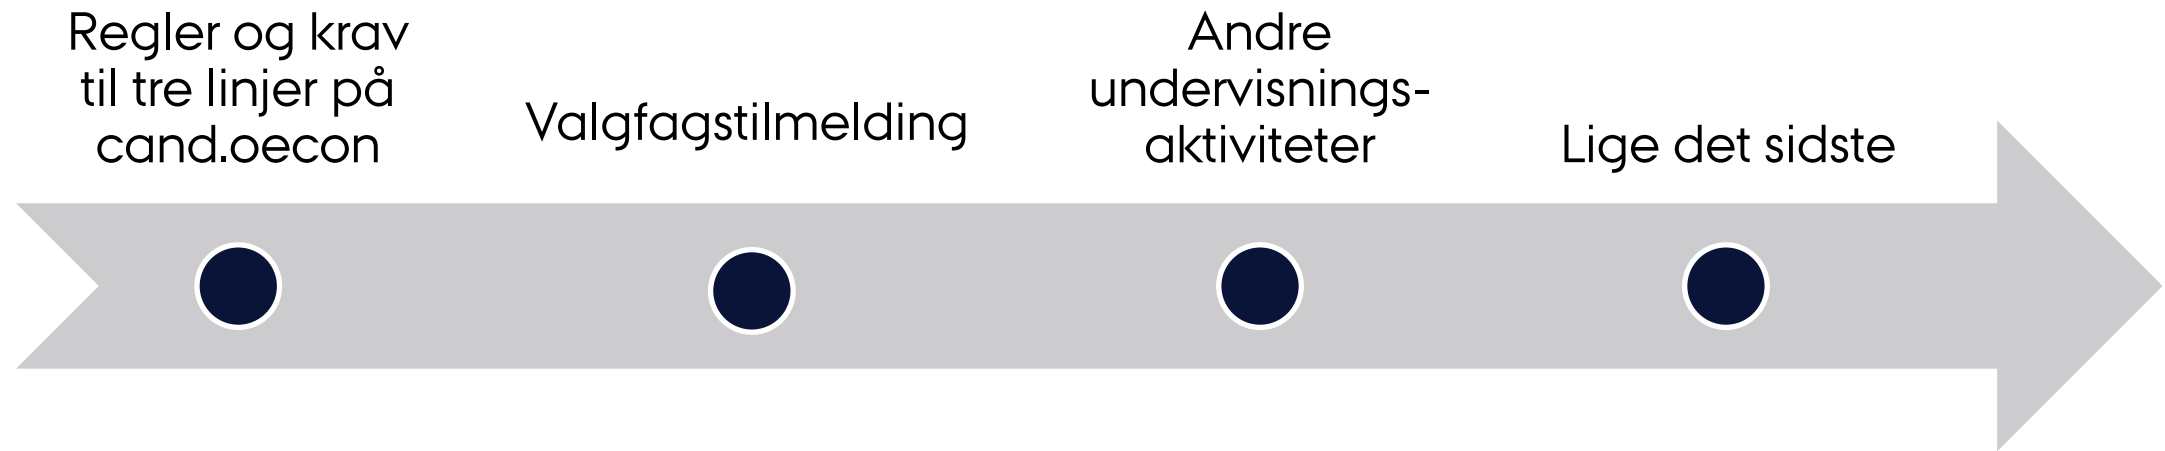 Regler og krav
til tre linjer på
cand.oecon
Valgfagstilmelding
Andre
undervisnings-
aktiviteter
Lige det sidste